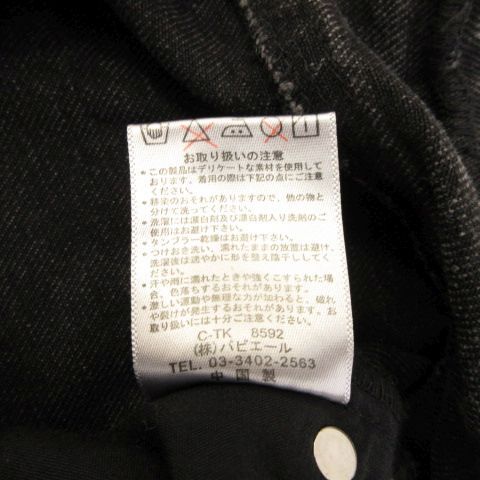 お取り扱いの注意
*この製品はデリケートな素材を使用して
おりますます。着用の際は下記の点にご注意
ください。
*移染のおそれがありますので、他の物と
分けて洗ってください。
*洗濯には漂白剤及び漂白剤入り洗剤のご
使用はお避け下さい。
*タンブラー乾燥はお避け下さい。
*つけおき洗い、濡れたままの放置は避け、
洗濯後は速やかに形を整え陰干ししてく
ださい。
*汗や雨に濡れたときや強くこすられた場
合、色落ちするおそれがあります。
*激しい運動や無理な力が加わると、破れ
や裂けが発生するおそれがあります。お
取り扱いには十分ご注意ください。
C-TK 8592
(株)パピエール
TEL. 03-3402-2563
中国製